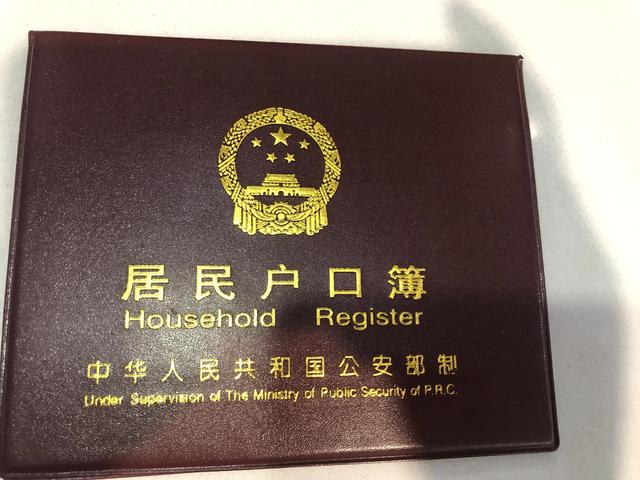 居民户口簿
Household Register
中华人民共和国公安部制
Under Supervision of The Ministry of Public Security of P.R.C.